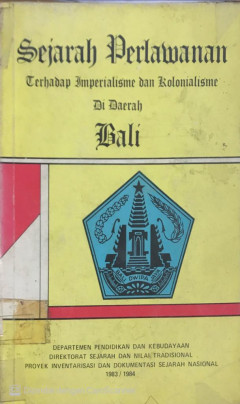 Sejarah Perlawanan
Terhadap Imperialisme dan Kolonialisme
Di Daerah
Bali
DWIPA
DEPARTEMEN PENDIDIKAN DAN KEBUDAYAAN
DIREKTORAT SEJARAH DAN NILAI TRADISIONAL
PROYEK INVENTARISASI DAN DOKUMENTASI SEJARAH NASIONAL
1983 / 1984